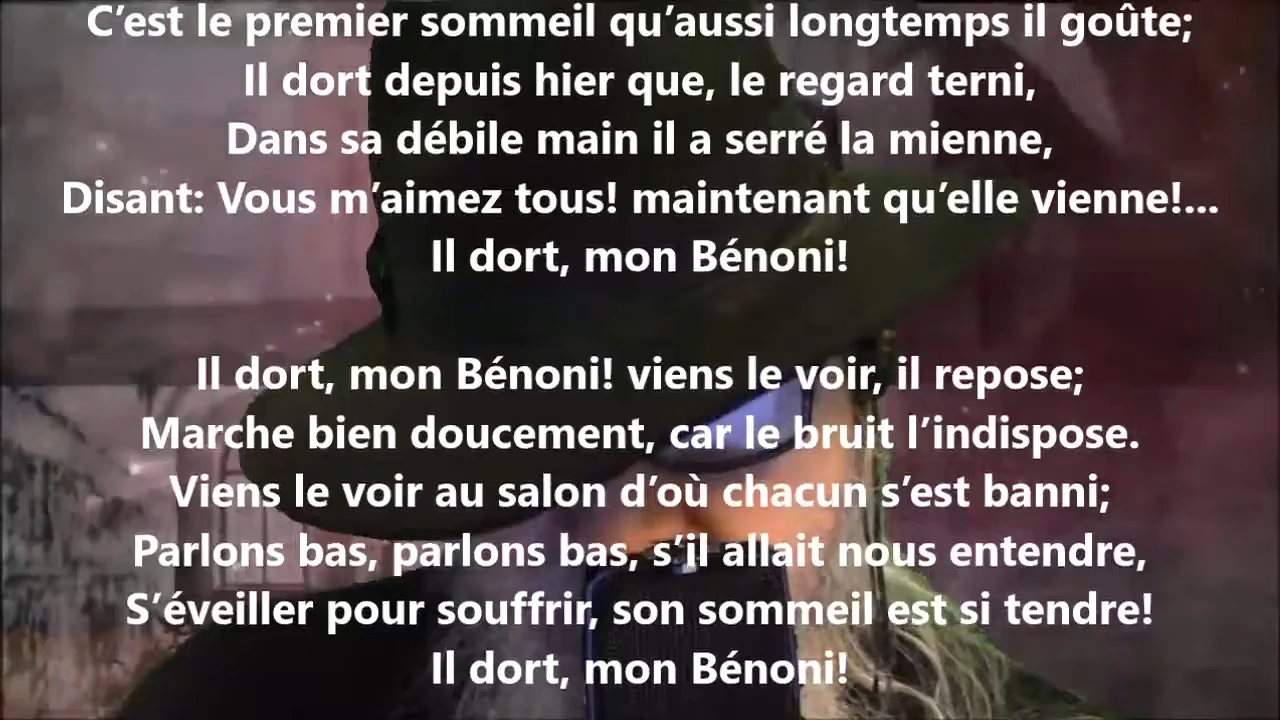 C’est le premier sommeil qu’aussi longtemps il goûte;
Il dort depuis hier que, le regard terni,
Dans sa débile main il a serré la mienne,
Disant: Vous m’aimez tous! maintenant qu’elle vienne!...
Il dort, mon Bénoni!
Il dort, mon Bénoni! viens le voir, il repose;
Marche bien doucement, car le bruit l’indispose.
Viens le voir au salon d’où chacun s’est banni;
Parlons bas, parlons bas, s’il allait nous entendre,
S’éveiller pour souffrir, son sommeil est si tendre!
Il dort, mon Bénoni!